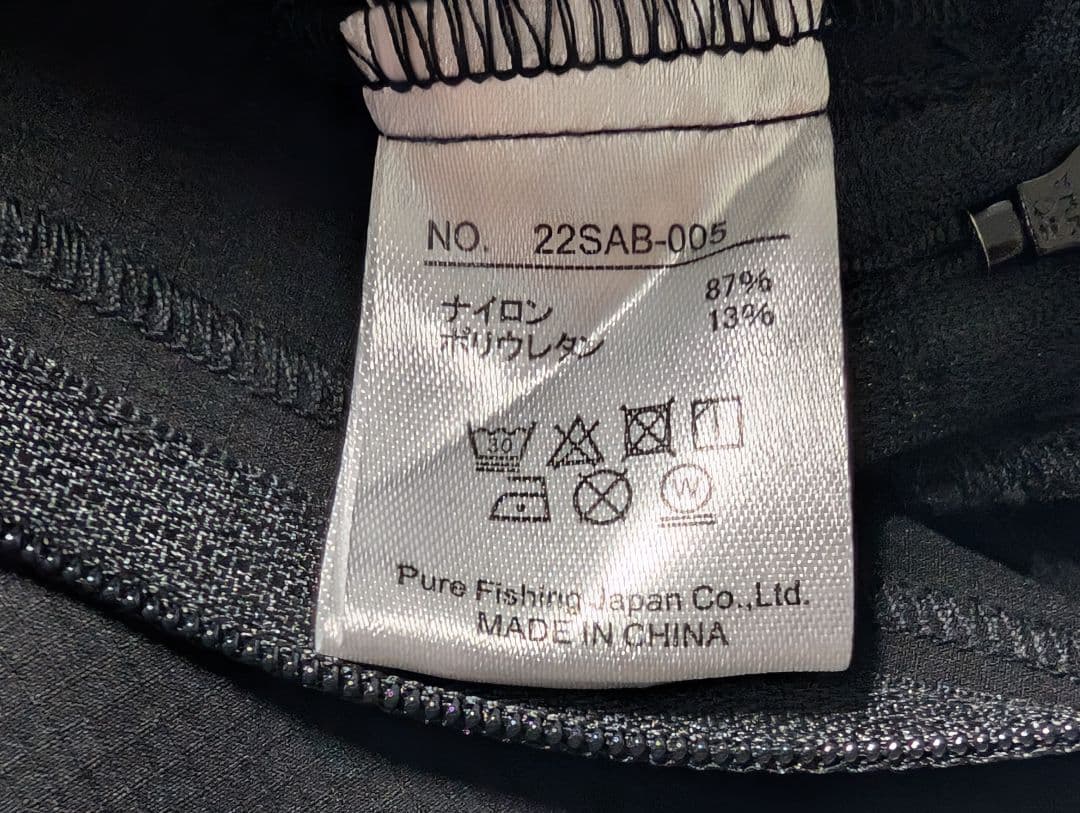 NO. 22SAB-005
ナイロン 87%
ポリウレタン 13%
30
W
Pure Fishing Japan Co.,Ltd.
MADE IN CHINA